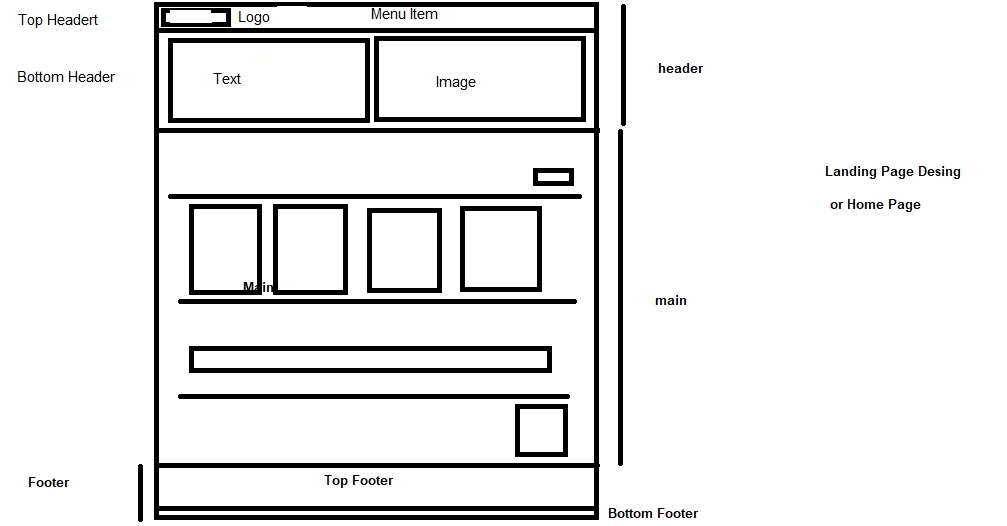 Top Headert
Logo
Menu Item
Bottom Header
Text
Image
header
Landing Page Desing
or Home Page
Main
main
Footer
Top Footer
Bottom Footer